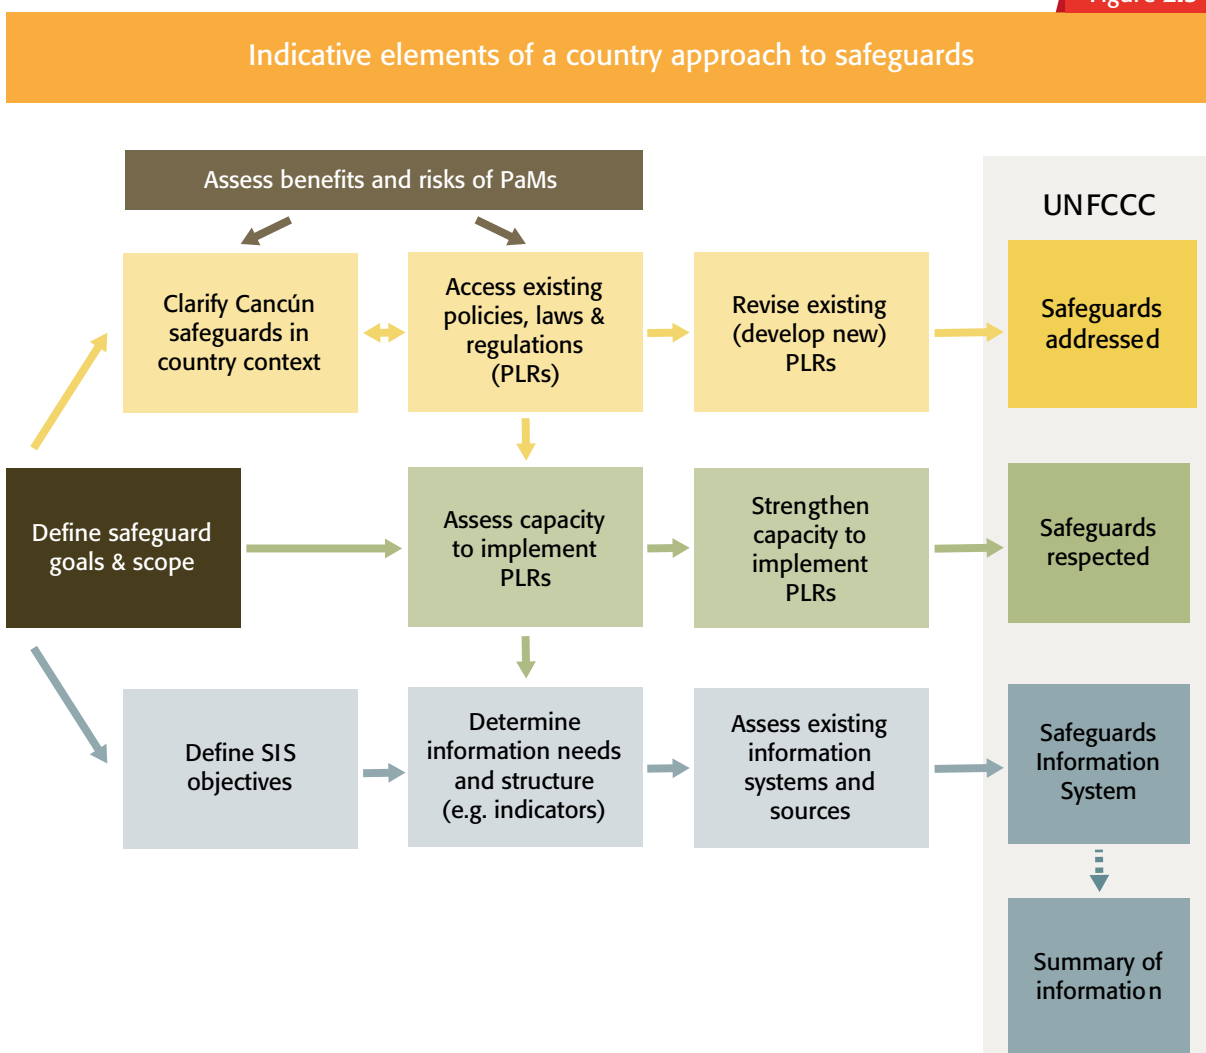 Figure 2.3
Indicative elements of a country approach to safeguards
Assess benefits and risks of PaMs
UNFCCC
Clarify Cancún
safeguards in
country context
Access existing
policies, laws &
regulations
(PLRs)
Revise existing
(develop new)
PLRs
Safeguards
addressed
Define safeguard
goals & scope
Assess capacity
to implement
PLRs
Strengthen
capacity to
implement
PLRs
Safeguards
respected
Define SIS
objectives
Determine
information needs
and structure
(e.g. indicators)
Assess existing
information
systems and
sources
Safeguards
Information
System
Summary of
information